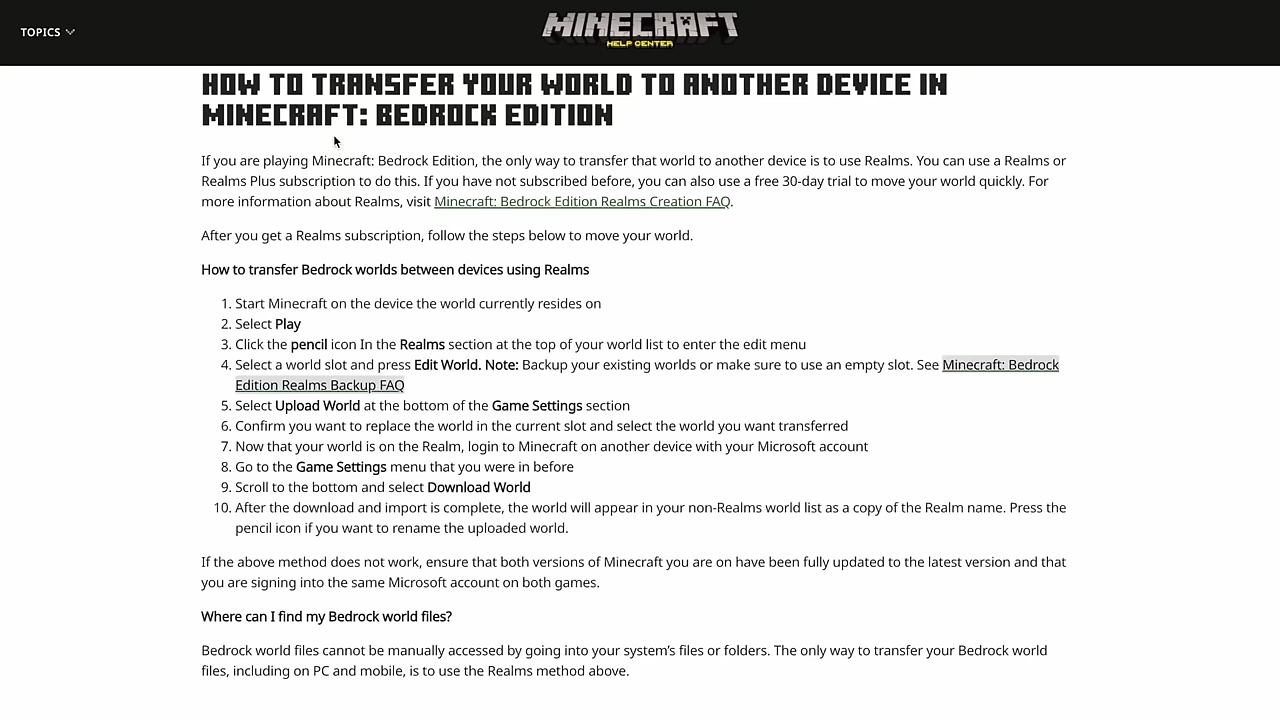 TOPICS
MINECRAFT
HELP CENTER
HOW TO TRANSFER YOUR WORLD TO ANOTHER DEVICE IN
MINECRAFT: BEDROCK EDITION
If you are playing Minecraft: Bedrock Edition, the only way to transfer that world to another device is to use Realms. You can use a Realms or
Realms Plus subscription to do this. If you have not subscribed before, you can also use a free 30-day trial to move your world quickly. For
more information about Realms, visit Minecraft: Bedrock Edition Realms Creation FAQ.
After you get a Realms subscription, follow the steps below to move your world.
How to transfer Bedrock worlds between devices using Realms
1. Start Minecraft on the device the world currently resides on
2. Select Play
3. Click the pencil icon In the Realms section at the top of your world list to enter the edit menu
4. Select a world slot and press Edit World. Note: Backup your existing worlds or make sure to use an empty slot. See Minecraft: Bedrock
Edition Realms Backup FAQ
5. Select Upload World at the bottom of the Game Settings section
6. Confirm you want to replace the world in the current slot and select the world you want transferred
7. Now that your world is on the Realm, login to Minecraft on another device with your Microsoft account
8. Go to the Game Settings menu that you were in before
9. Scroll to the bottom and select Download World
10. After the download and import is complete, the world will appear in your non-Realms world list as a copy of the Realm name. Press the
pencil icon if you want to rename the uploaded world.
If the above method does not work, ensure that both versions of Minecraft you are on have been fully updated to the latest version and that
you are signing into the same Microsoft account on both games.
Where can I find my Bedrock world files?
Bedrock world files cannot be manually accessed by going into your system's files or folders. The only way to transfer your Bedrock world
files, including on PC and mobile, is to use the Realms method above.